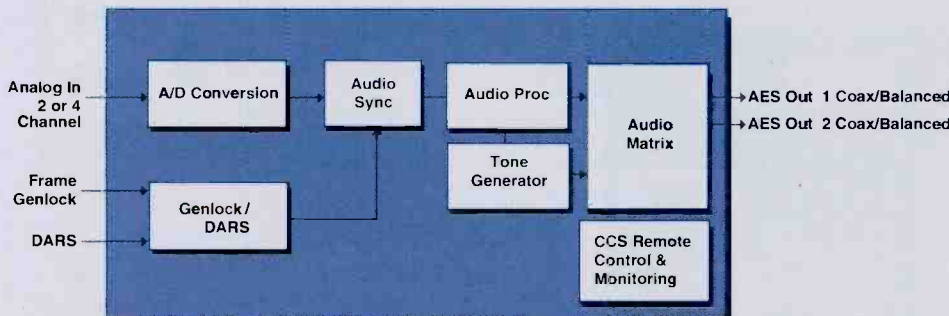 Analog In
2 or 4
Channel
Frame
Genlock
DARS
A/D Conversion
Genlock/
DARS
Audio
Sync
Audio Proc
Tone
Generator
Audio
Matrix
CCS Remote
Control &
Monitoring
AES Out 1 Coax/Balanced
AES Out 2 Coax/Balanced